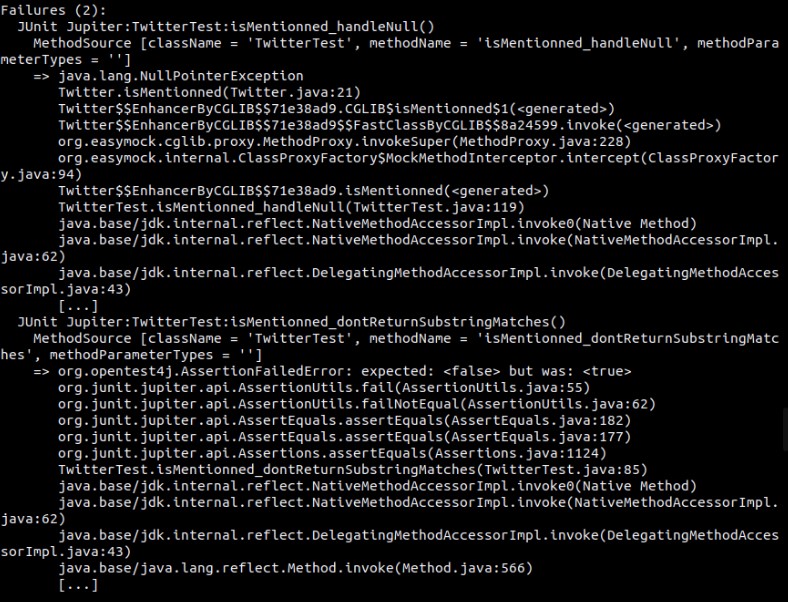 Failures (2):
  JUnit Jupiter:TwitterTest:isMentionned_handleNull()
    MethodSource [className = 'TwitterTest', methodName = 'isMentionned_handleNull', methodPara
meterTypes = '']
    => java.lang.NullPointerException
       Twitter.isMentionned(Twitter.java:21)
       Twitter$$EnhancerByCGLIB$$71e38ad9.CGLIB$isMentionned$1(<generated>)
       Twitter$$EnhancerByCGLIB$$71e38ad9$$FastClassByCGLIB$$8a24599.invoke(<generated>)
       org.easymock.cglib.proxy.MethodProxy.invokeSuper(MethodProxy.java:228)
       org.easymock.internal.ClassProxyFactory$MockMethodInterceptor.intercept(ClassProxyFactor
y.java:94)
       Twitter$$EnhancerByCGLIB$$71e38ad9.isMentionned(<generated>)
       TwitterTest.isMentionned_handleNull(TwitterTest.java:119)
       java.base/jdk.internal.reflect.NativeMethodAccessorImpl.invoke0(Native Method)
       java.base/jdk.internal.reflect.NativeMethodAccessorImpl.invoke(NativeMethodAccessorImpl.
java:62)
       java.base/jdk.internal.reflect.DelegatingMethodAccessorImpl.invoke(DelegatingMethodAcces
sorImpl.java:43)
       [...]
  JUnit Jupiter:TwitterTest:isMentionned_dontReturnSubstringMatches()
    MethodSource [className = 'TwitterTest', methodName = 'isMentionned_dontReturnSubstringMatc
hes', methodParameterTypes = '']
    => org.opentest4j.AssertionFailedError: expected: <false> but was: <true>
       org.junit.jupiter.api.AssertionUtils.fail(AssertionUtils.java:55)
       org.junit.jupiter.api.AssertionUtils.failNotEqual(AssertionUtils.java:62)
       org.junit.jupiter.api.AssertEquals.assertEquals(AssertEquals.java:182)
       org.junit.jupiter.api.AssertEquals.assertEquals(AssertEquals.java:177)
       org.junit.jupiter.api.Assertions.assertEquals(Assertions.java:1124)
       TwitterTest.isMentionned_dontReturnSubstringMatches(TwitterTest.java:85)
       java.base/jdk.internal.reflect.NativeMethodAccessorImpl.invoke0(Native Method)
       java.base/jdk.internal.reflect.NativeMethodAccessorImpl.invoke(NativeMethodAccessorImpl.
java:62)
       java.base/jdk.internal.reflect.DelegatingMethodAccessorImpl.invoke(DelegatingMethodAcces
sorImpl.java:43)
       java.base/java.lang.reflect.Method.invoke(Method.java:566)
       [...]